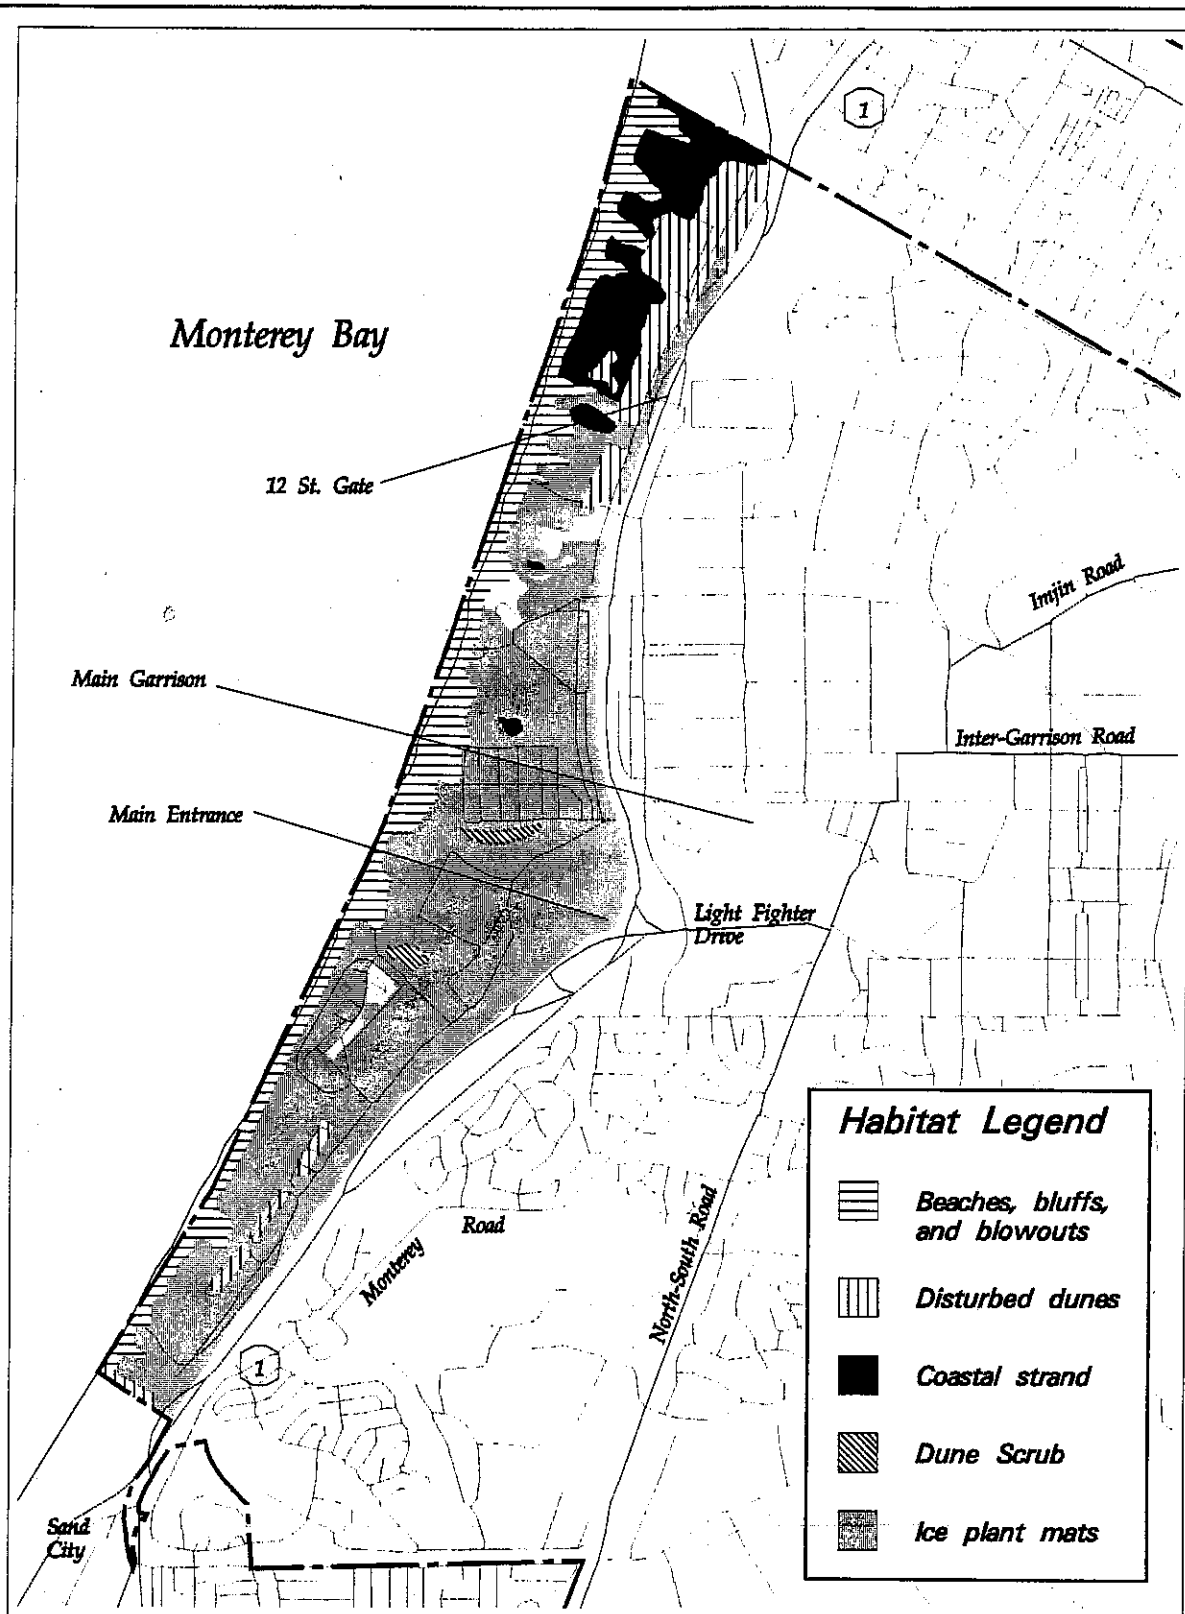 1
Monterey Bay
12 St. Gate
Imjin Road
Main Garrison
Inter-Garrison Road
Main Entrance
Light Fighter
Drive
Habitat Legend
Beaches, bluffs,
and blowouts
Road
Monterey
North-South Road
Disturbed dunes
1
Coastal strand
Dune Scrub
Sand
City
Ice plant mats